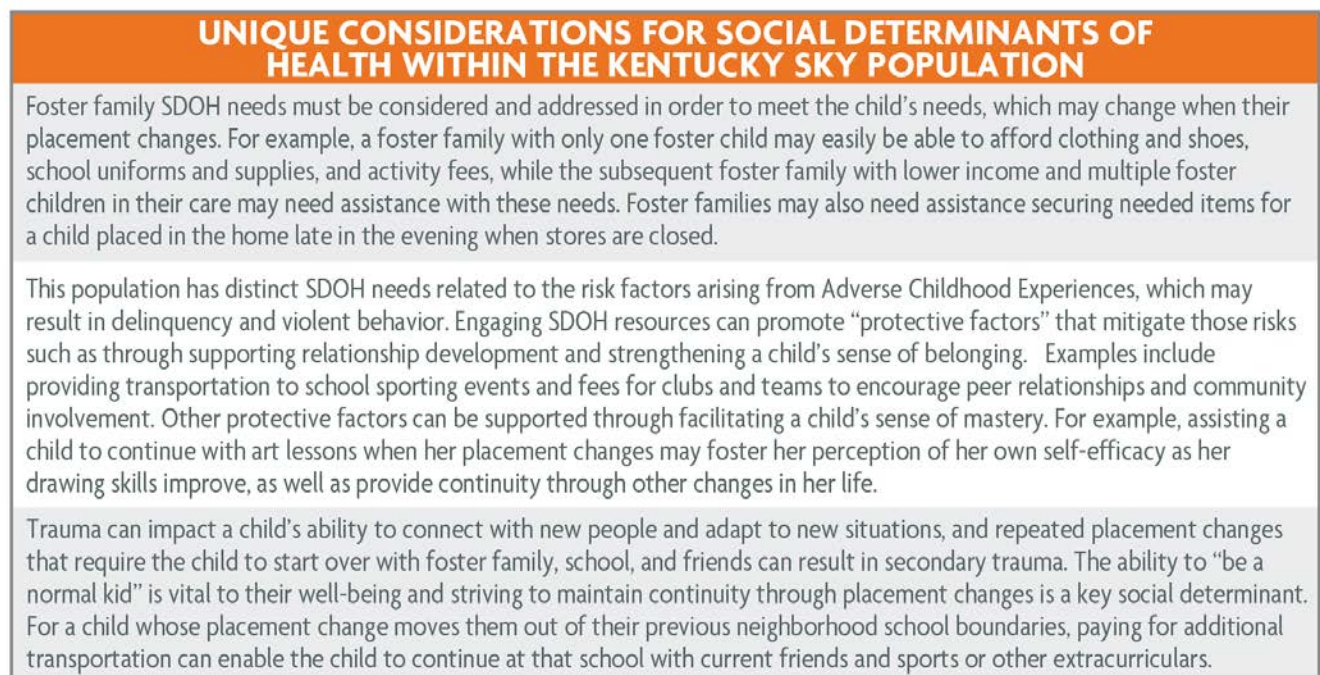 UNIQUE CONSIDERATIONS FOR SOCIAL DETERMINANTS OF
HEALTH WITHIN THE KENTUCKY SKY POPULATION
Foster family SDOH needs must be considered and addressed in order to meet the child's needs, which may change when their
placement changes. For example, a foster family with only one foster child may easily be able to afford clothing and shoes,
school uniforms and supplies, and activity fees, while the subsequent foster family with lower income and multiple foster
children in their care may need assistance with these needs. Foster families may also need assistance securing needed items for
a child placed in the home late in the evening when stores are closed.
This population has distinct SDOH needs related to the risk factors arising from Adverse Childhood Experiences, which may
result in delinquency and violent behavior. Engaging SDOH resources can promote “protective factors” that mitigate those risks
such as through supporting relationship development and strengthening a child's sense of belonging.   Examples include
providing transportation to school sporting events and fees for clubs and teams to encourage peer relationships and community
involvement. Other protective factors can be supported through facilitating a child's sense of mastery. For example, assisting a
child to continue with art lessons when her placement changes may foster her perception of her own self-efficacy as her
drawing skills improve, as well as provide continuity through other changes in her life.
Trauma can impact a child's ability to connect with new people and adapt to new situations, and repeated placement changes
that require the child to start over with foster family, school, and friends can result in secondary trauma. The ability to “be a
normal kid” is vital to their well-being and striving to maintain continuity through placement changes is a key social determinant.
For a child whose placement change moves them out of their previous neighborhood school boundaries, paying for additional
transportation can enable the child to continue at that school with current friends and sports or other extracurriculars.